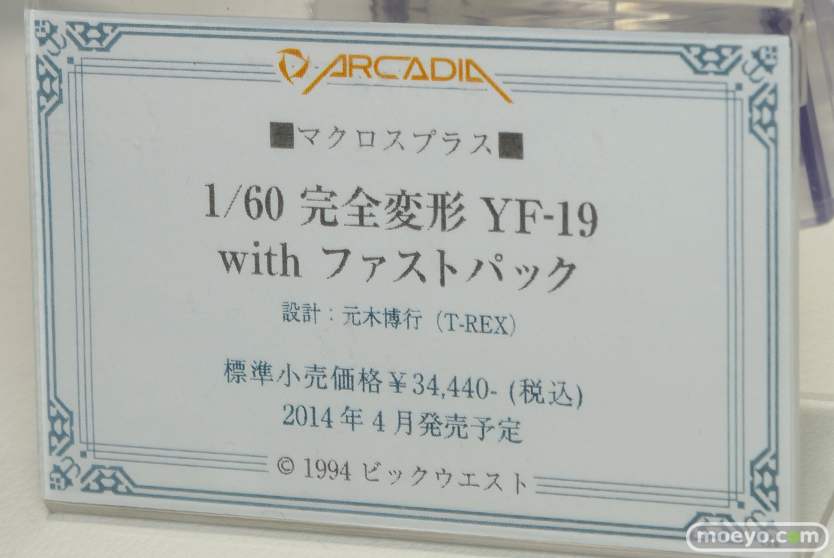 ARCADIA
■マクロスプラス■
1/60 完全変形 YF-19
with ファストパック
設計：元木博行（T-REX）
標準小売価格￥34,440- (税込)
2014年4月発売予定
©1994 ビックウエスト
moeyo.com